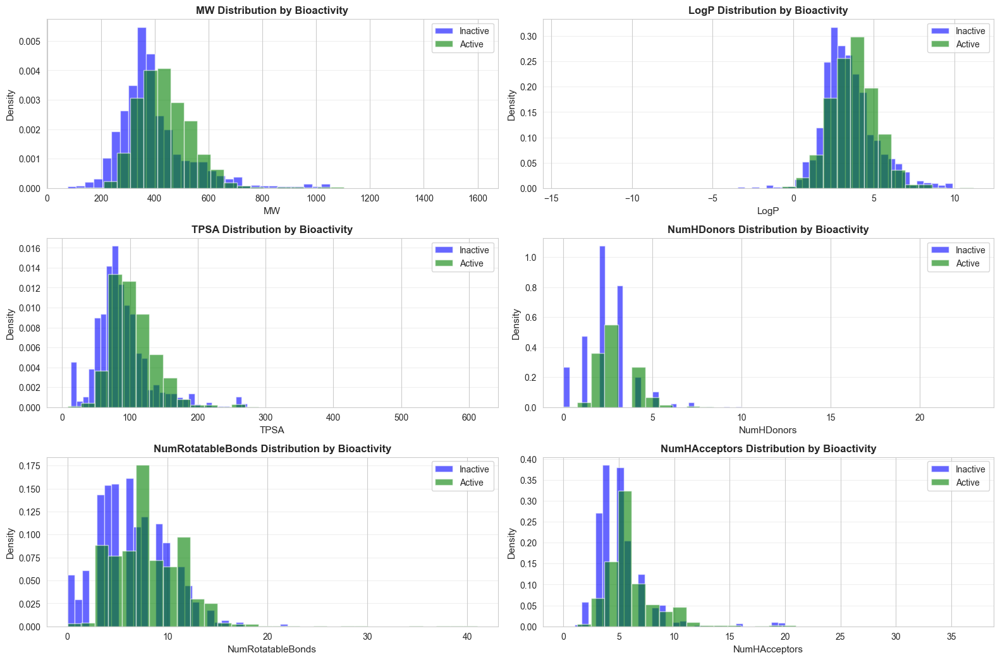 MW Distribution by Bioactivity
Inactive
Active
0.005
0.004
0.003
0.002
0.001
0.000
Density
0 200 400 600 800 1000 1200 1400 1600
MW
LogP Distribution by Bioactivity
Inactive
Active
0.30
0.25
0.20
0.15
0.10
0.05
0.00
Density
−15 −10 −5 0 5 10
LogP
TPSA Distribution by Bioactivity
Inactive
Active
0.016
0.014
0.012
0.010
0.008
0.006
0.004
0.002
0.000
Density
0 100 200 300 400 500 600
TPSA
NumHDonors Distribution by Bioactivity
Inactive
Active
1.0
0.8
0.6
0.4
0.2
0.0
Density
0 5 10 15 20
NumHDonors
NumRotatableBonds Distribution by Bioactivity
Inactive
Active
0.175
0.150
0.125
0.100
0.075
0.050
0.025
0.000
Density
0 10 20 30 40
NumRotatableBonds
NumHAcceptors Distribution by Bioactivity
Inactive
Active
0.40
0.35
0.30
0.25
0.20
0.15
0.10
0.05
0.00
Density
0 5 10 15 20 25 30 35
NumHAcceptors